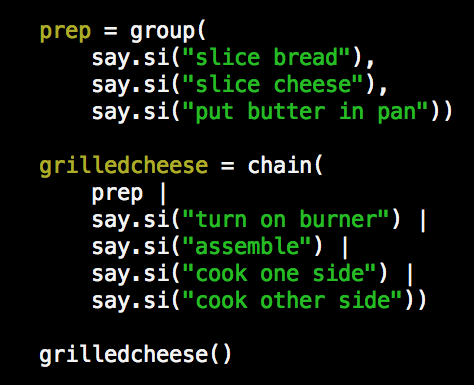 prep = group(
    say.si("slice bread"),
    say.si("slice cheese"),
    say.si("put butter in pan"))

grilledcheese = chain(
    prep |
    say.si("turn on burner") |
    say.si("assemble") |
    say.si("cook one side") |
    say.si("cook other side"))

grilledcheese()